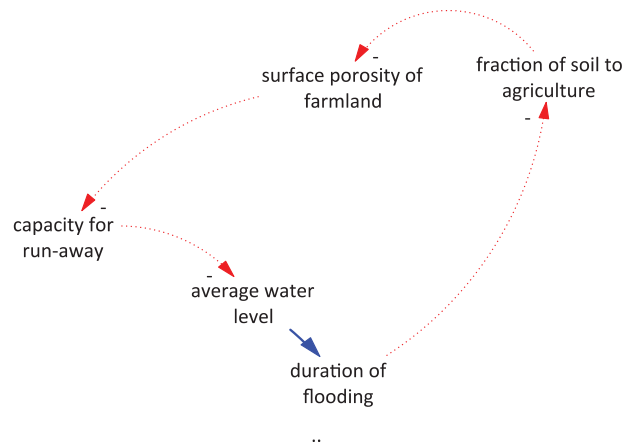 -
surface porosity of
farmland
fraction of soil to
agriculture
-
-
capacity for
run-away
-
average water
level
duration of
flooding